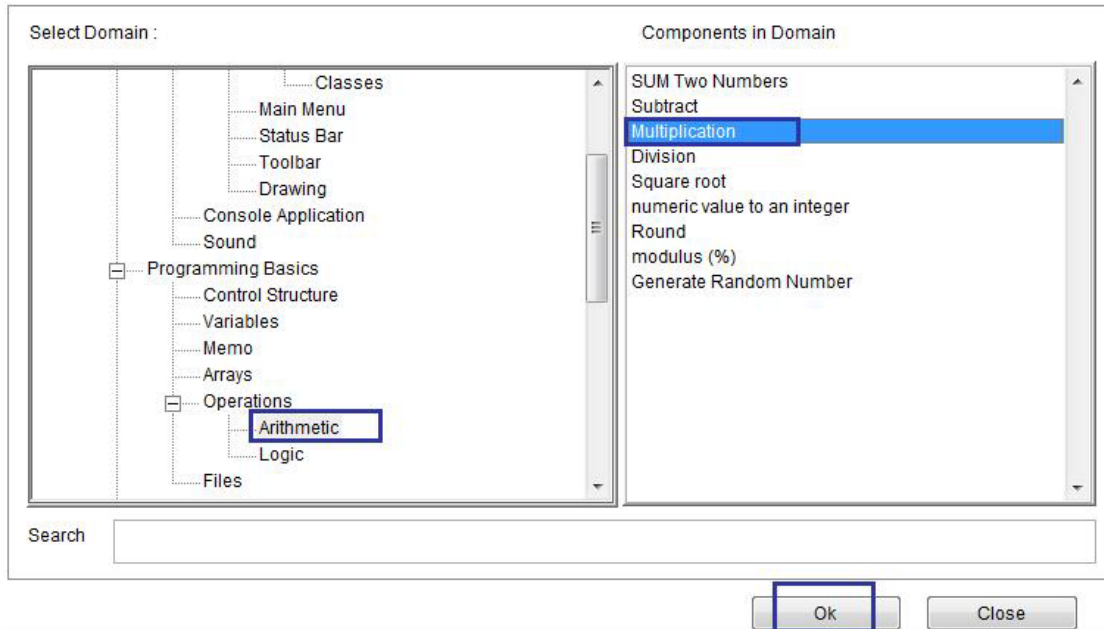 Select Domain :
Components in Domain
Classes
Main Menu
Status Bar
Toolbar
Drawing
Console Application
Sound
Programming Basics
Control Structure
Variables
Memo
Arrays
Operations
Arithmetic
Logic
Files
SUM Two Numbers
Subtract
Multiplication
Division
Square root
numeric value to an integer
Round
modulus (%)
Generate Random Number
Search
Ok
Close